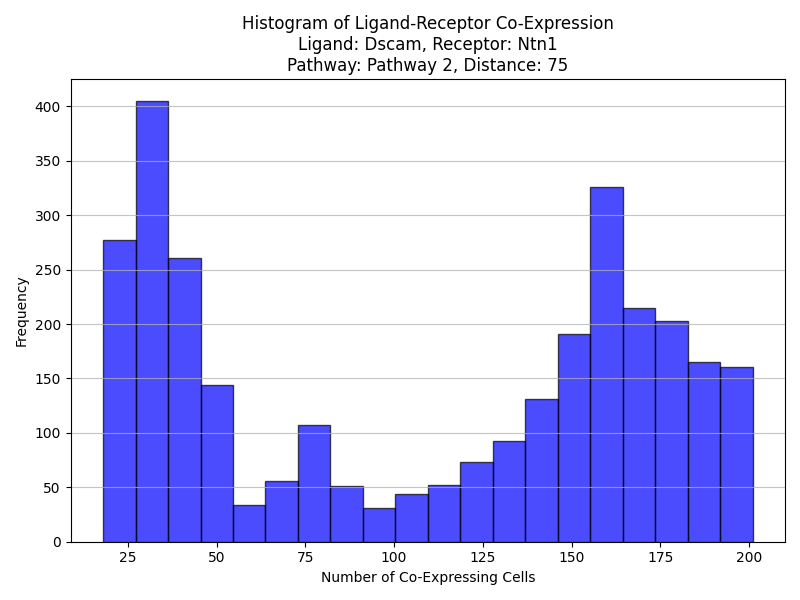 Histogram of Ligand-Receptor Co-Expression
Ligand: Dscam, Receptor: Ntn1
Pathway: Pathway 2, Distance: 75
Frequency
400
350
300
250
200
150
100
50
0
25 50 75 100 125 150 175 200
Number of Co-Expressing Cells